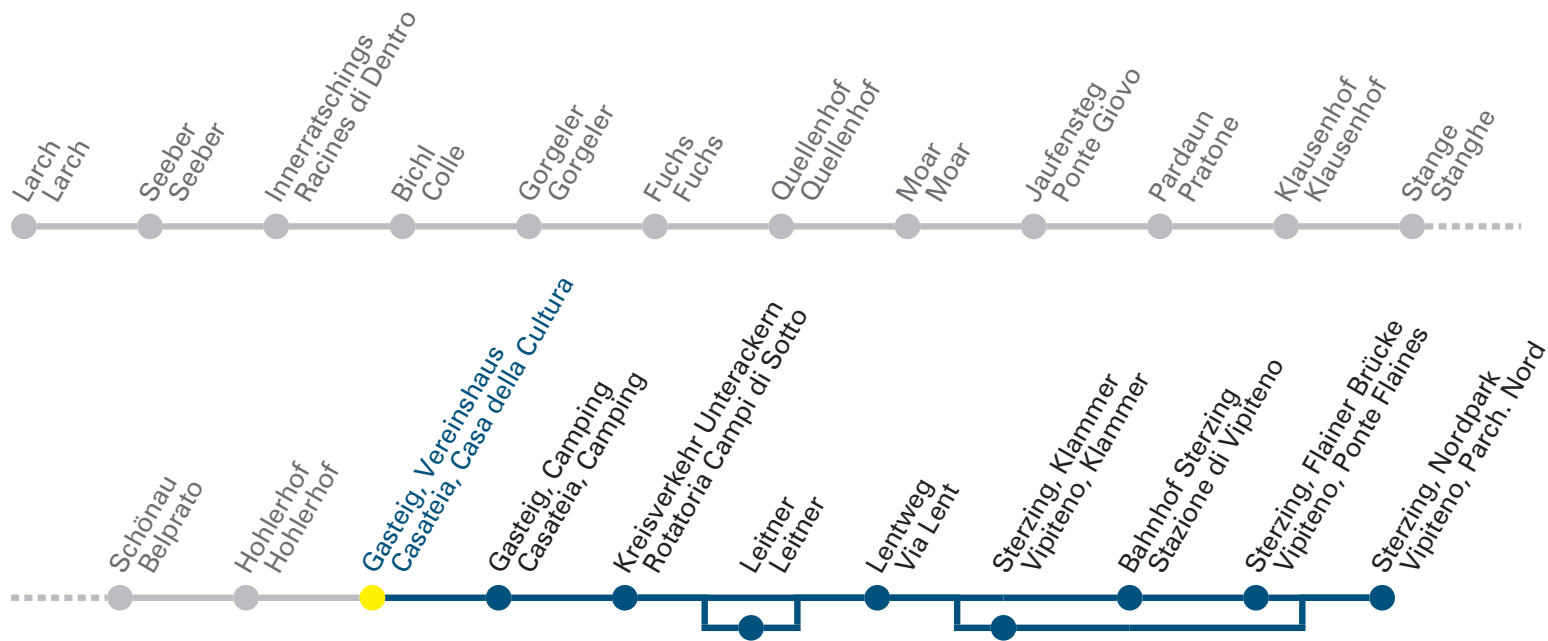 Larch
Larch
Seeber
Seeber
Innerratschings
Racines di Dentro
Bichl
Colle
Gorgeler
Gorgeler
Fuchs
Fuchs
Quellenhof
Quellenhof
Moar
Moar
Jaufensteg
Ponte Giovo
Pardaun
Pratone
Klausenhof
Klausenhof
Stange
Stanghe
Schönau
Belprato
Hohlerhof
Hohlerhof
Gasteig, Vereinshaus
Casateia, Casa della Cultura
Gasteig, Camping
Casateia, Camping
Kreisverkehr Unterackern
Rotatoria Campi di Sotto
Leitner
Leitner
Lentweg
Via Lent
Sterzing, Klammer
Vipiteno, Klammer
Bahnhof Sterzing
Stazione di Vipiteno
Sterzing, Flainer Brücke
Vipiteno, Ponte Flaines
Sterzing, Nordpark
Vipiteno, Parch. Nord